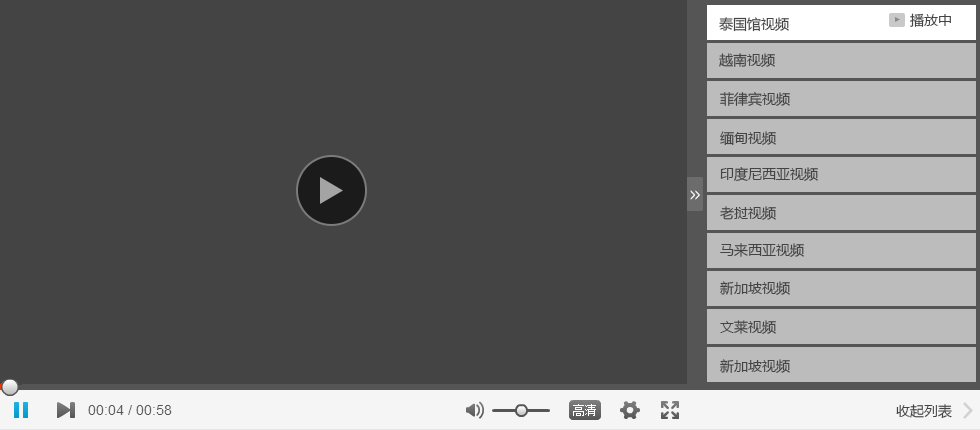 泰国馆视频 播放中
越南视频
菲律宾视频
缅甸视频
印度尼西亚视频
老挝视频
马来西亚视频
新加坡视频
文莱视频
新加坡视频
00:04 / 00:58 高清 收起列表